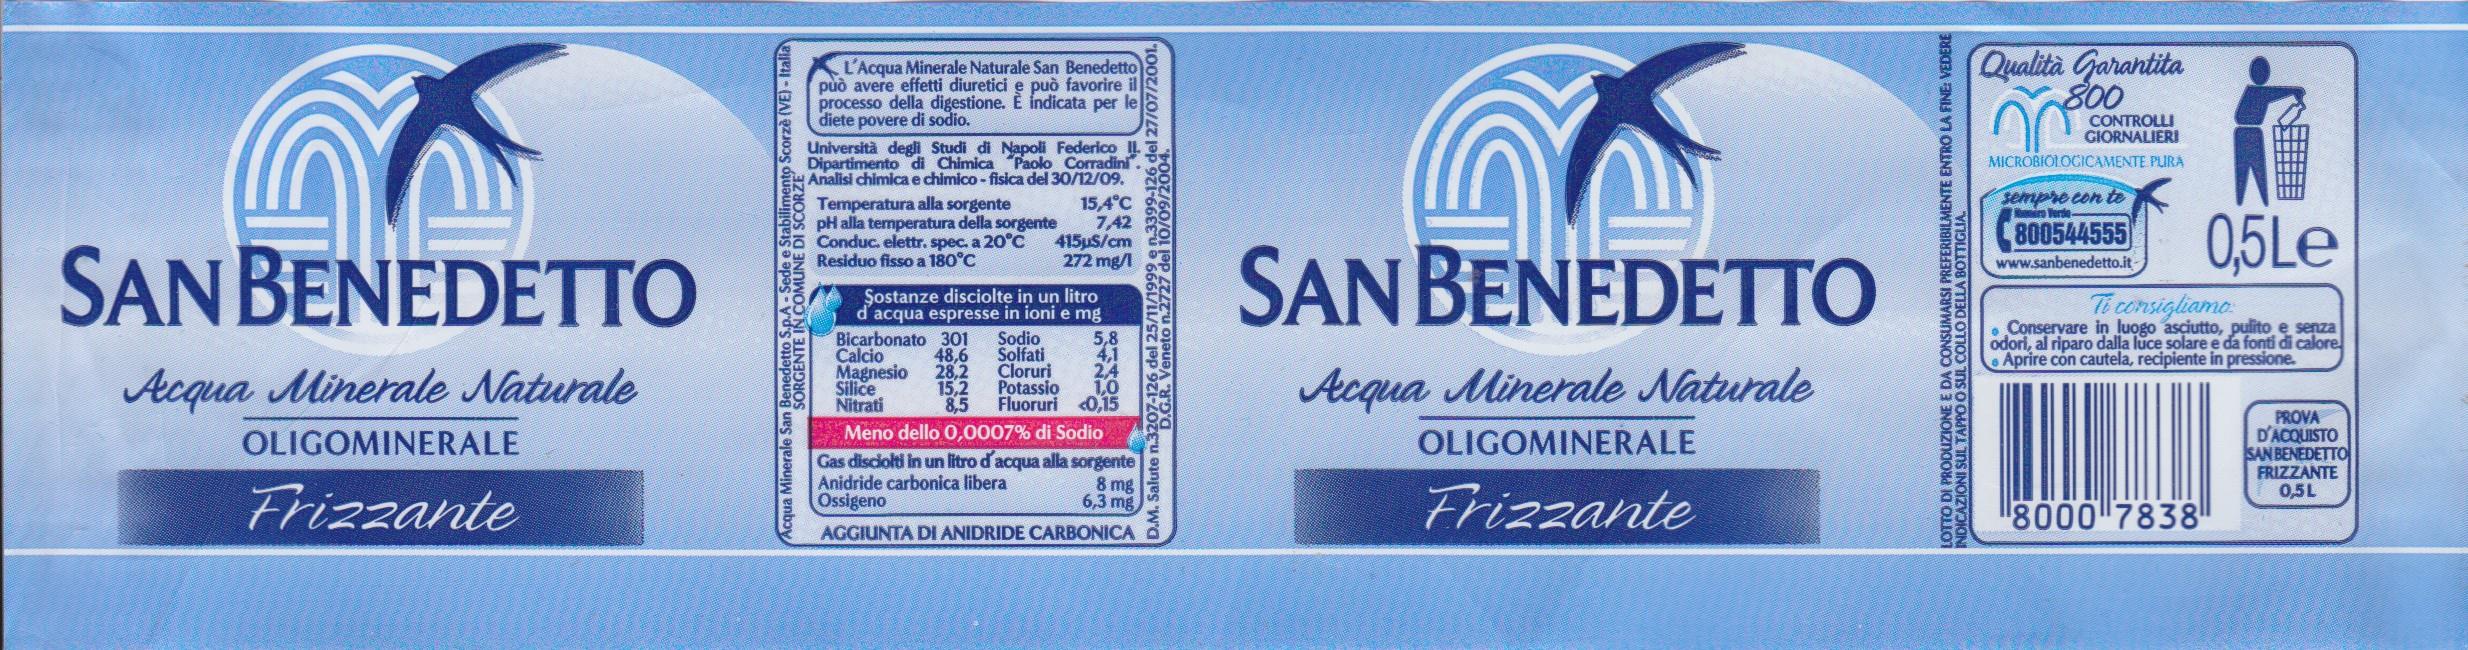 SAN BENEDETTO
Acqua Minerale Naturale
OLIGOMINERALE
Frizzante
Acqua Minerale San Benedetto S.p.A - Sede e Stabilimento Scorzè (VE) - Italia
SORGENTE IN COMUNE DI SCORZE'
L'Acqua Minerale Naturale San Benedetto
può avere effetti diuretici e può favorire il
processo della digestione. È indicata per le
diete povere di sodio.
Università degli Studi di Napoli Federico II.
Dipartimento di Chimica "Paolo Corradini".
Analisi chimica e chimico - fisica del 30/12/09.
Temperatura alla sorgente 15,4°C
pH alla temperatura della sorgente 7,42
Conduc. elettr. spec. a 20°C 415µS/cm
Residuo fisso a 180°C 272 mg/l
Sostanze disciolte in un litro
d'acqua espresse in ioni e mg
Bicarbonato 301 Sodio 5,8
Calcio 48,6 Solfati 4,1
Magnesio 28,2 Cloruri 2,4
Silice 15,2 Potassio 1,0
Nitrati 8,5 Fluoruri <0,15
Meno dello 0,0007% di Sodio
Gas disciolti in un litro d'acqua alla sorgente
Anidride carbonica libera 8 mg
Ossigeno 6,3 mg
AGGIUNTA DI ANIDRIDE CARBONICA
D.M. Salute n.3207-126 del 25/11/1999 e n.3399-126 del 27/07/2001.
D.G.R. Veneto n.2727 del 10/09/2004.
SAN BENEDETTO
Acqua Minerale Naturale
OLIGOMINERALE
Frizzante
LOTTO DI PRODUZIONE E DA CONSUMARSI PREFERIBILMENTE ENTRO LA FINE: VEDERE
INDICAZIONI SUL TAPPO O SUL COLLO DELLA BOTTIGLIA.
Qualità Garantita
800
CONTROLLI
GIORNALIERI
MICROBIOLOGICAMENTE PURA
sempre con te
Numero Verde
800544555
www.sanbenedetto.it
0,5Le
Ti consigliamo:
• Conservare in luogo asciutto, pulito e senza
odori, al riparo dalla luce solare e da fonti di calore.
• Aprire con cautela, recipiente in pressione.
8000 7838
PROVA
D'ACQUISTO
SAN BENEDETTO
FRIZZANTE
0,5 L